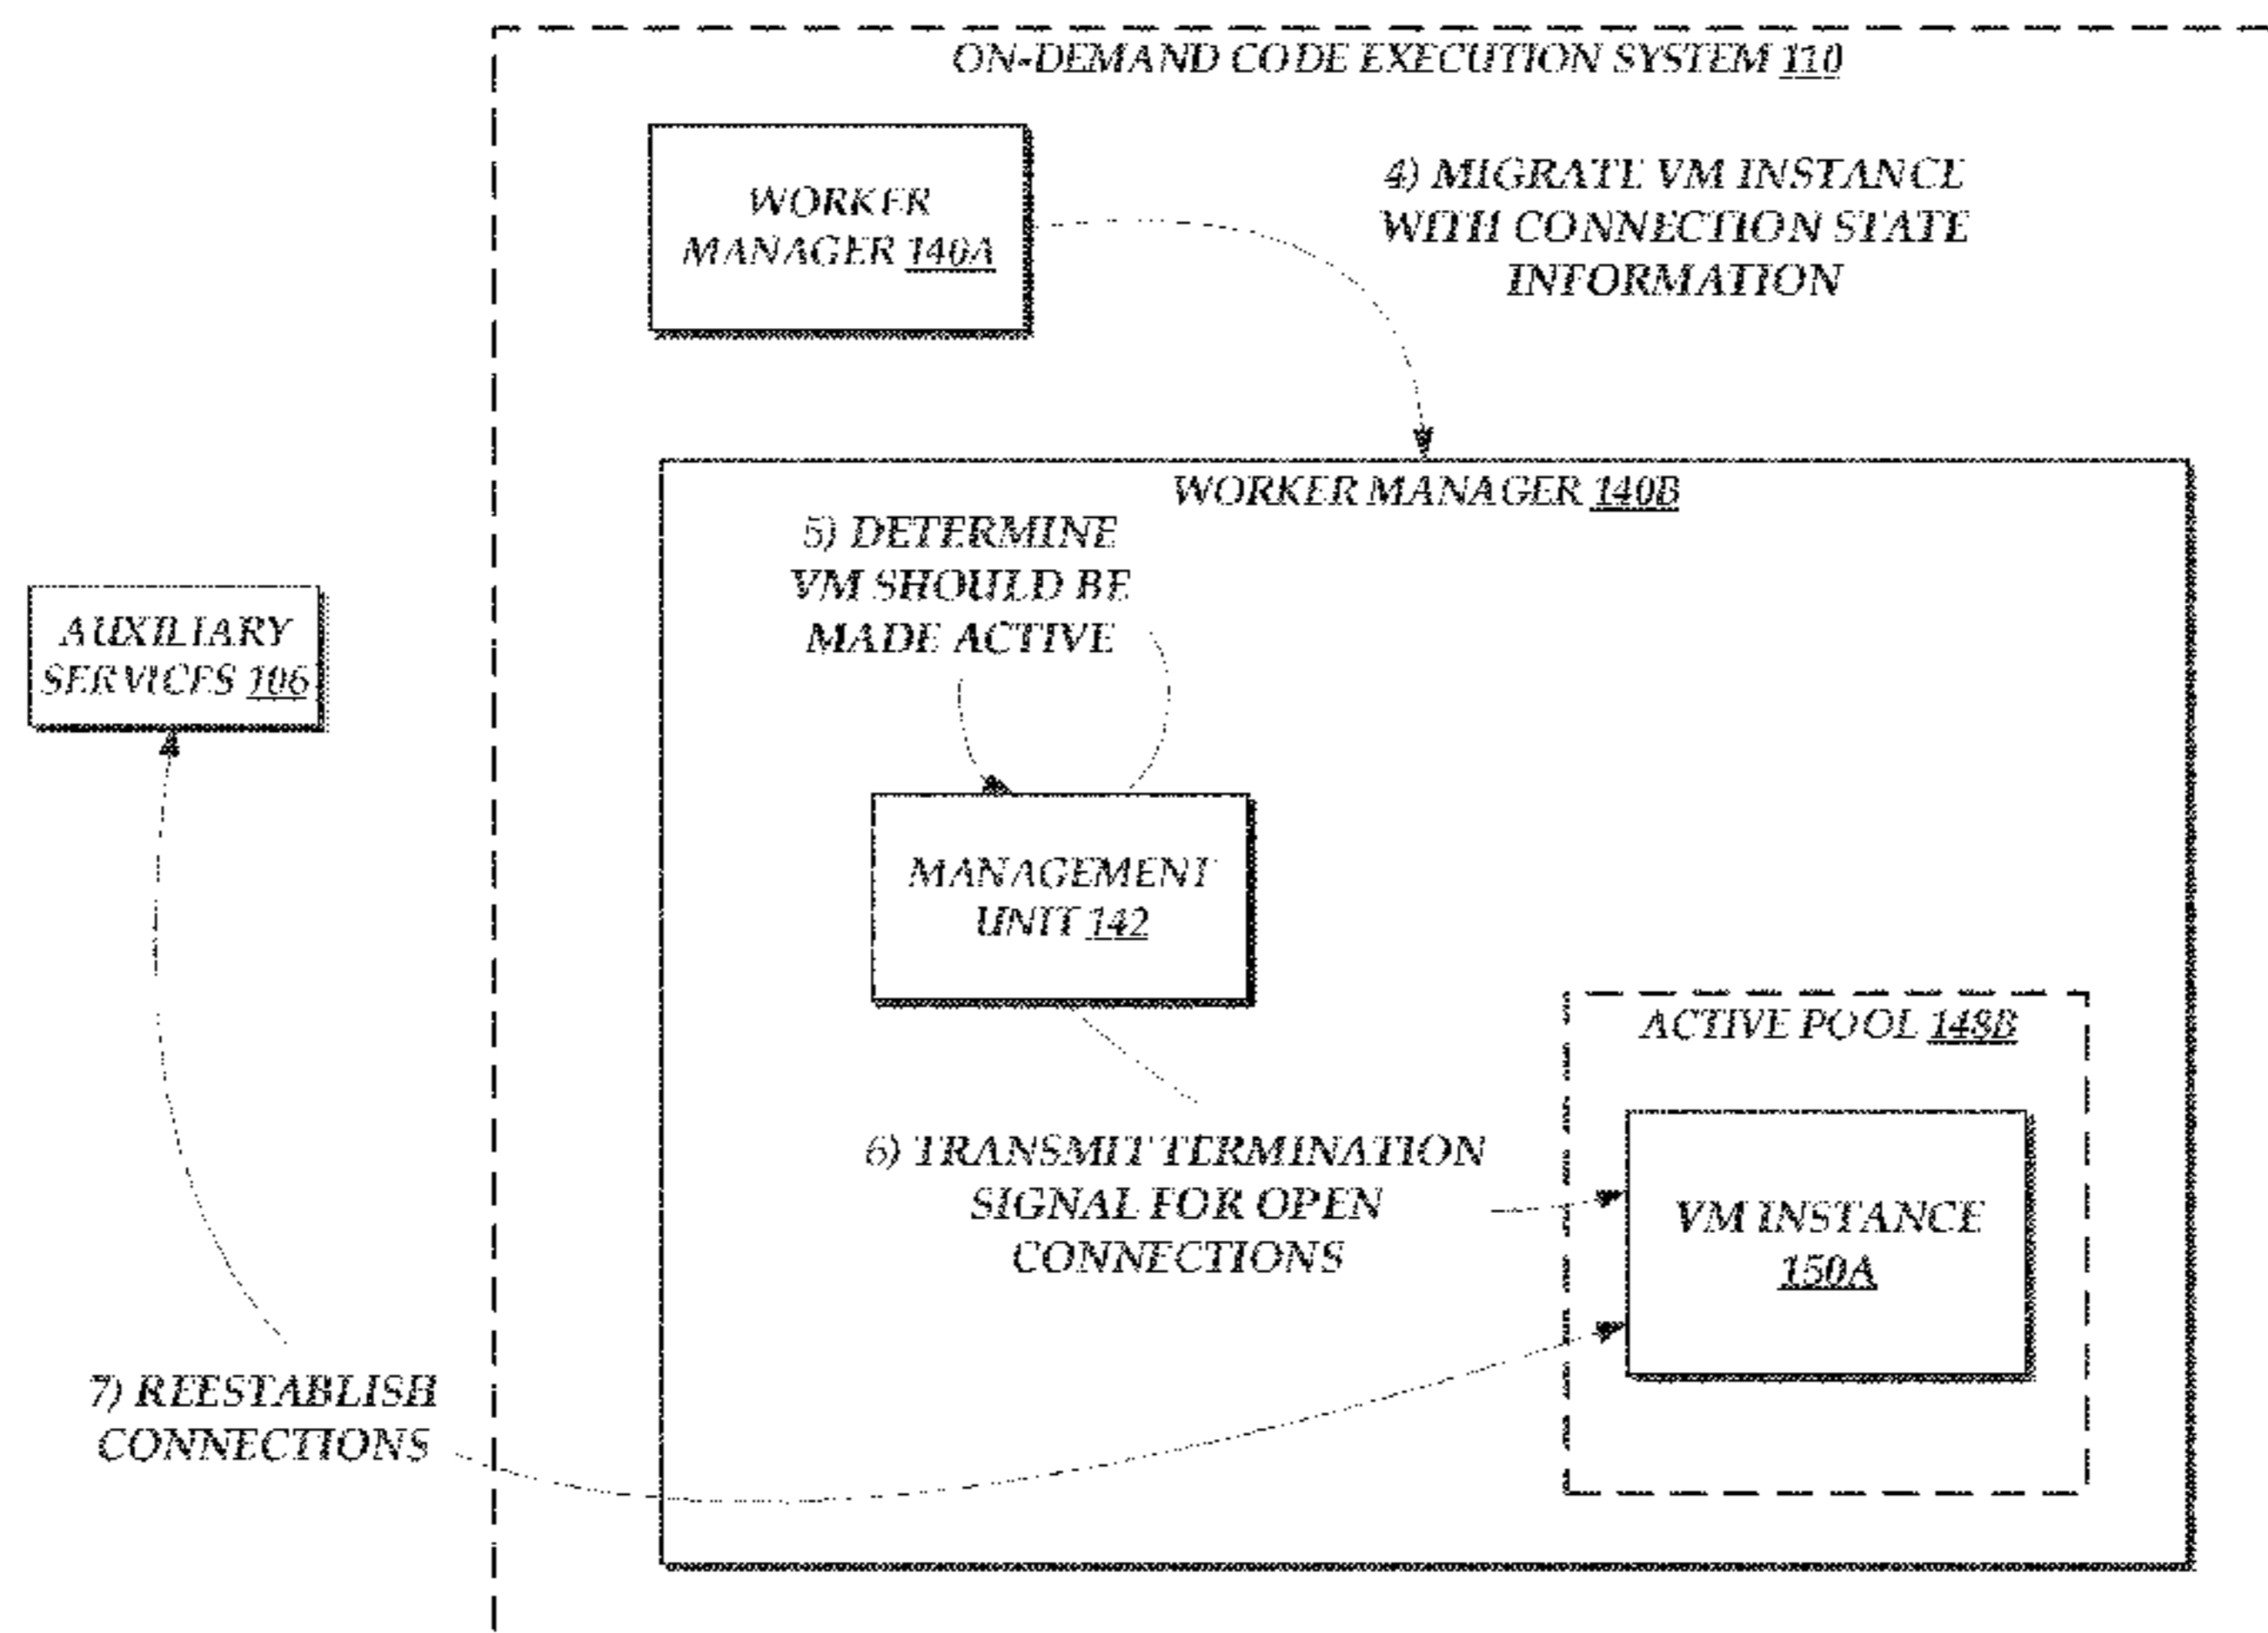 ON-DEMAND CODE EXECUTION SYSTEM 110
WORKER
MANAGER 140A
4) MIGRATE VM INSTANCE
WITH CONNECTION STATE
INFORMATION
WORKER MANAGER 140B
5) DETERMINE
VM SHOULD BE
MADE ACTIVE
AUXILIARY
SERVICES 106
MANAGEMENT
UNIT 142
ACTIVE POOL 148B
6) TRANSMIT TERMINATION
SIGNAL FOR OPEN
CONNECTIONS
VM INSTANCE
150A
7) REESTABLISH
CONNECTIONS